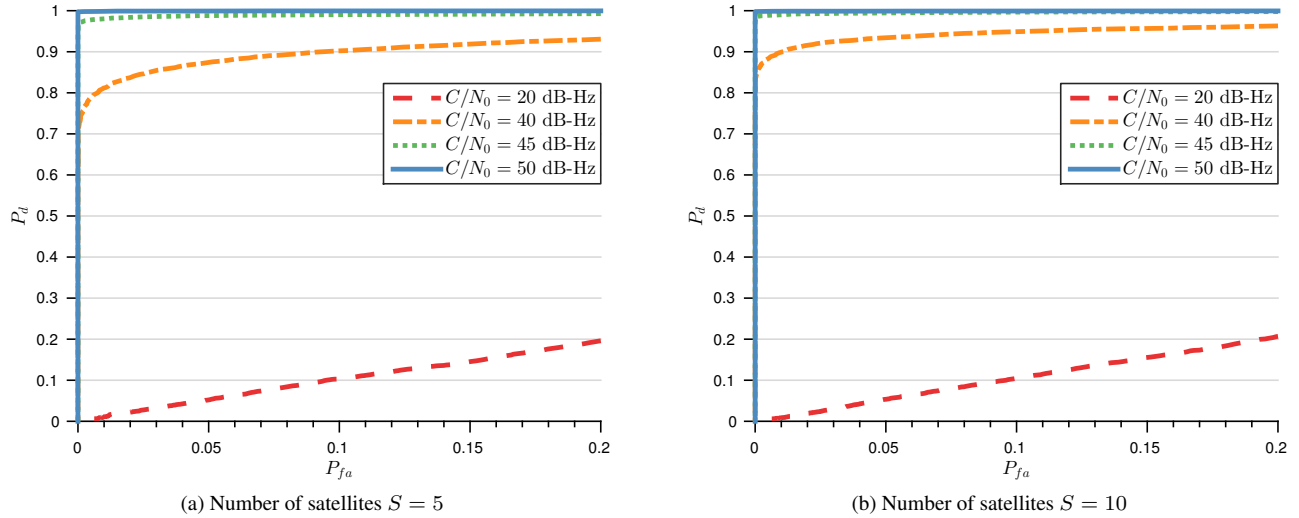 1
0.9
0.8
0.7
0.6
0.5
0.4
0.3
0.2
0.1
0
P_d
C/N_0 = 20 dB-Hz
C/N_0 = 40 dB-Hz
C/N_0 = 45 dB-Hz
C/N_0 = 50 dB-Hz
0 0.05 0.1 0.15 0.2
P_{fa}
(a) Number of satellites S = 5
1
0.9
0.8
0.7
0.6
0.5
0.4
0.3
0.2
0.1
0
P_d
C/N_0 = 20 dB-Hz
C/N_0 = 40 dB-Hz
C/N_0 = 45 dB-Hz
C/N_0 = 50 dB-Hz
0 0.05 0.1 0.15 0.2
P_{fa}
(b) Number of satellites S = 10